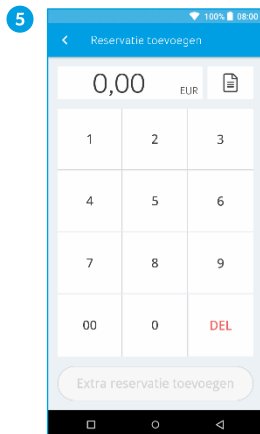 5
100% 08:00
Reservatie toevoegen
0,00 EUR
1 2 3
4 5 6
7 8 9
00 0 DEL
Extra reservatie toevoegen